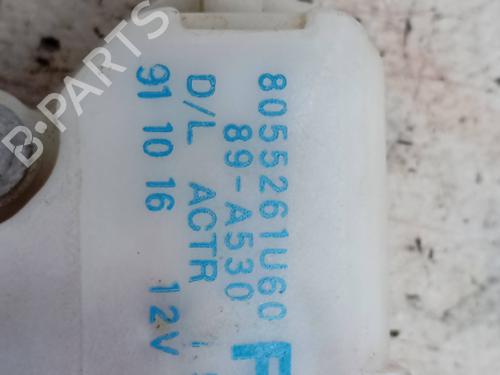 B-PARTS
8055261U60
89-A530
D/L ACTR
91 10 16 12V